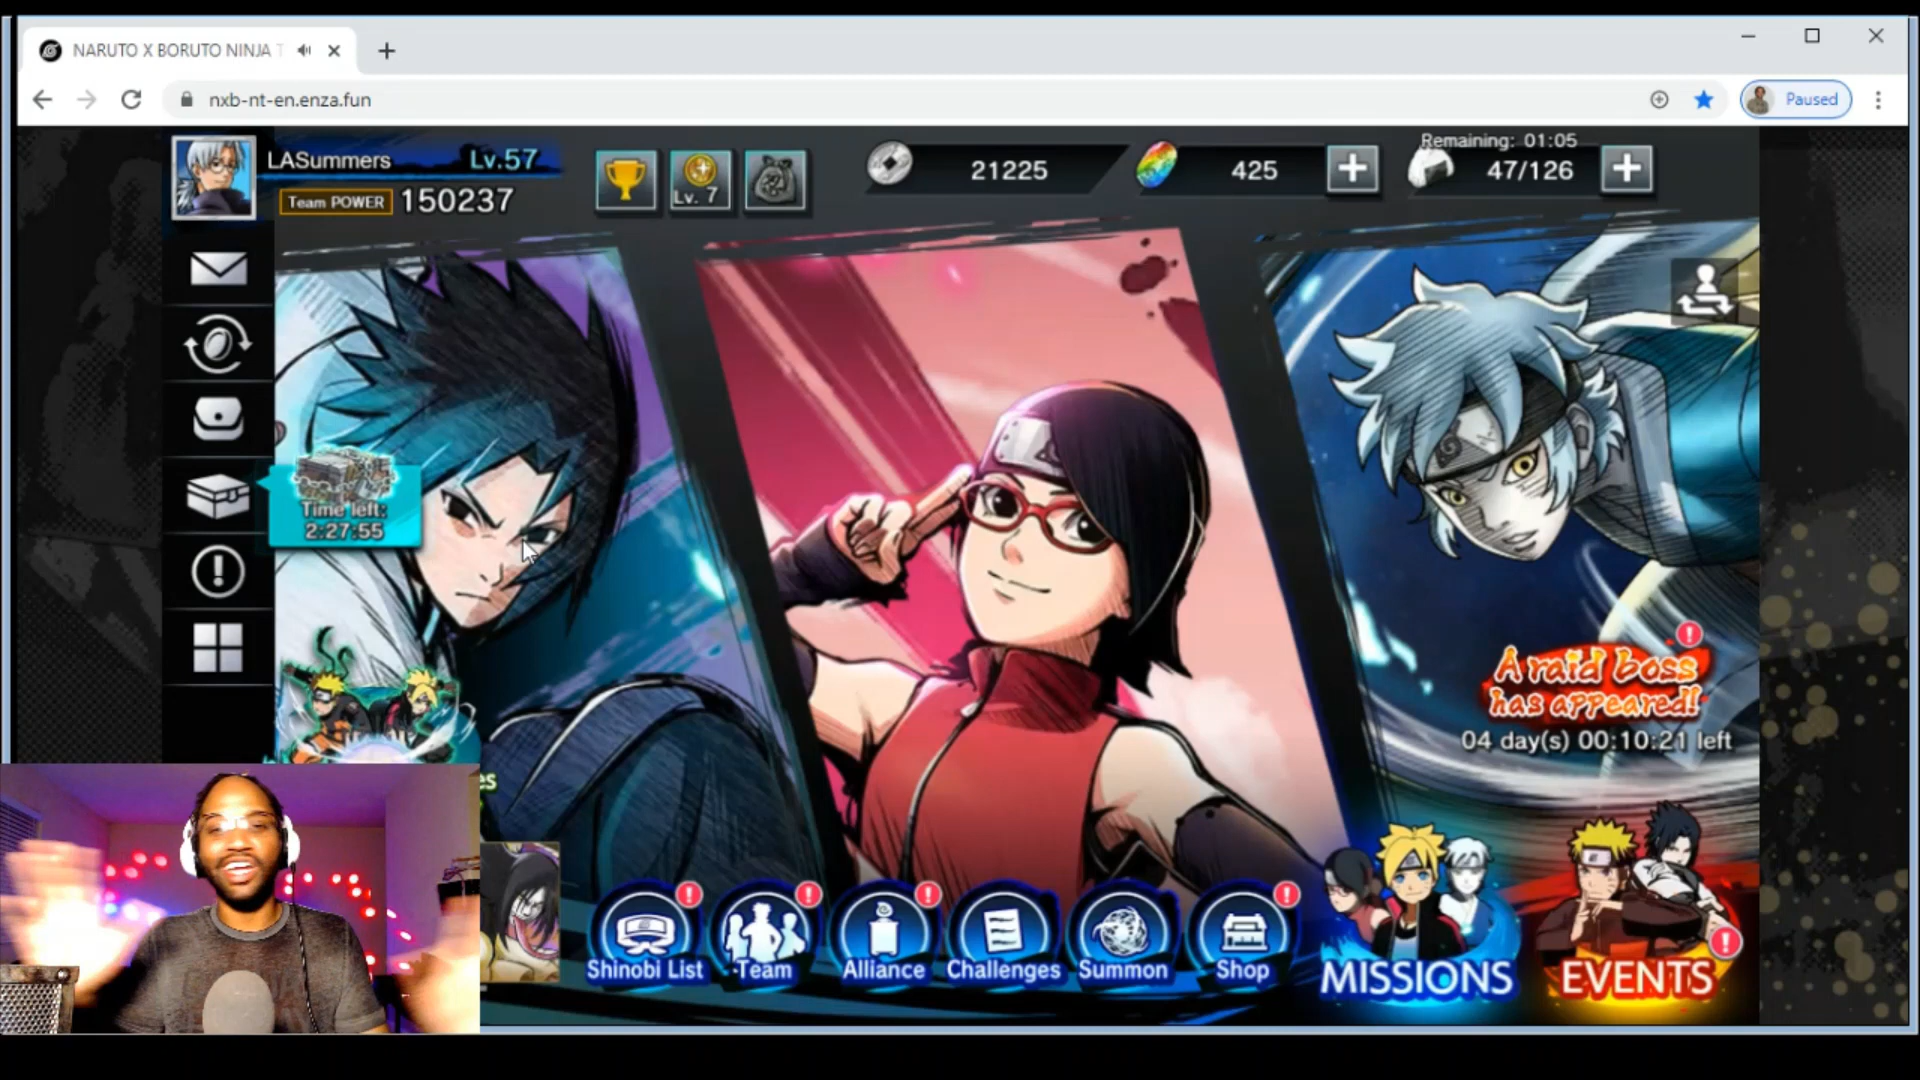 NARUTO X BORUTO NINJA T
nxb-nt-en.enza.fun
Paused
LASummers Lv.57
Team POWER 150237
Lv. 7
21225
425
Remaining: 01:05
47/126
Time left:
2:27:55
A raid boss
has appeared!
04 day(s) 00:10:21 left
es
Shinobi List
Team
Alliance
Challenges
Summon
Shop
MISSIONS
EVENTS